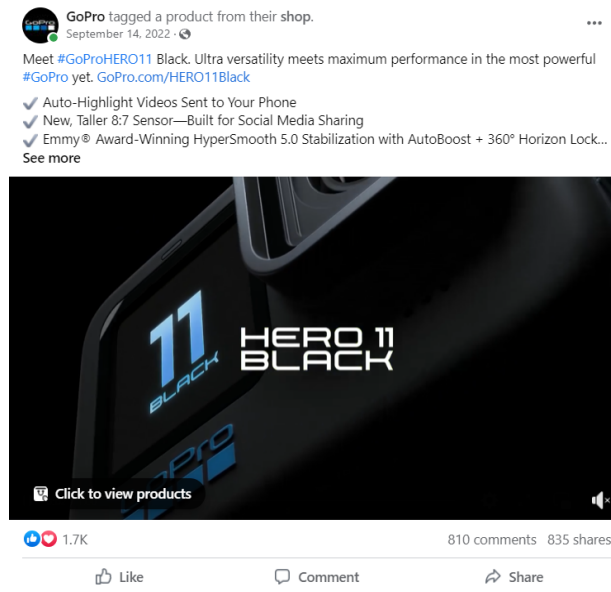 GoPro tagged a product from their shop.
September 14, 2022 ·
Meet #GoProHERO11 Black. Ultra versatility meets maximum performance in the most powerful
#GoPro yet. GoPro.com/HERO11Black
Auto-Highlight Videos Sent to Your Phone
New, Taller 8:7 Sensor—Built for Social Media Sharing
Emmy® Award-Winning HyperSmooth 5.0 Stabilization with AutoBoost + 360° Horizon Lock...
See more
11
BLACK
HERO 11
BLACK
GoPro
Click to view products
1.7K
810 comments 835 shares
Like Comment Share